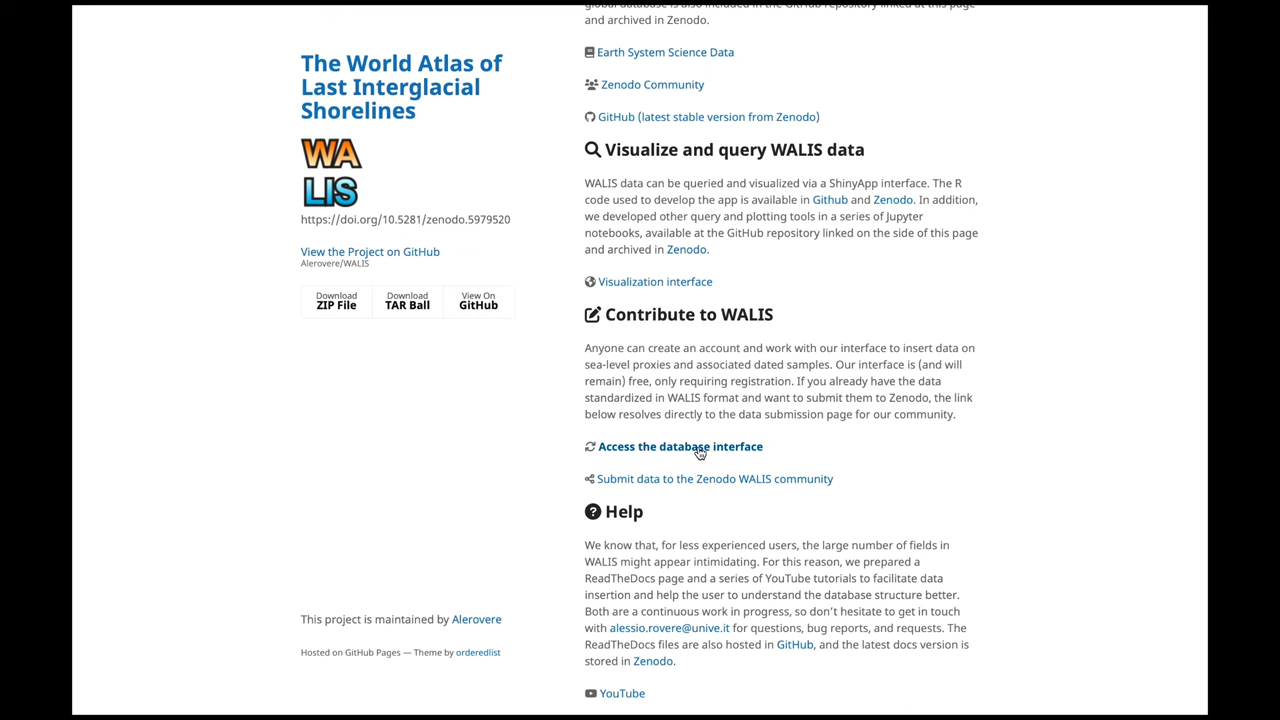 The World Atlas of
Last Interglacial
Shorelines
WA
LIS
https://doi.org/10.5281/zenodo.5979520
View the Project on GitHub
Alerovere/WALIS
Download
ZIP File
Download
TAR Ball
View On
GitHub
This project is maintained by Alerovere
Hosted on GitHub Pages — Theme by orderedlist
global database is also included in the GitHub repository linked at this page
and archived in Zenodo.
Earth System Science Data
Zenodo Community
GitHub (latest stable version from Zenodo)
Visualize and query WALIS data
WALIS data can be queried and visualized via a ShinyApp interface. The R
code used to develop the app is available in Github and Zenodo. In addition,
we developed other query and plotting tools in a series of Jupyter
notebooks, available at the GitHub repository linked on the side of this page
and archived in Zenodo.
Visualization interface
Contribute to WALIS
Anyone can create an account and work with our interface to insert data on
sea-level proxies and associated dated samples. Our interface is (and will
remain) free, only requiring registration. If you already have the data
standardized in WALIS format and want to submit them to Zenodo, the link
below resolves directly to the data submission page for our community.
Access the database interface
Submit data to the Zenodo WALIS community
Help
We know that, for less experienced users, the large number of fields in
WALIS might appear intimidating. For this reason, we prepared a
ReadTheDocs page and a series of YouTube tutorials to facilitate data
insertion and help the user to understand the database structure better.
Both are a continuous work in progress, so don’t hesitate to get in touch
with alessio.rovere@unive.it for questions, bug reports, and requests. The
ReadTheDocs files are also hosted in GitHub, and the latest docs version is
stored in Zenodo.
YouTube